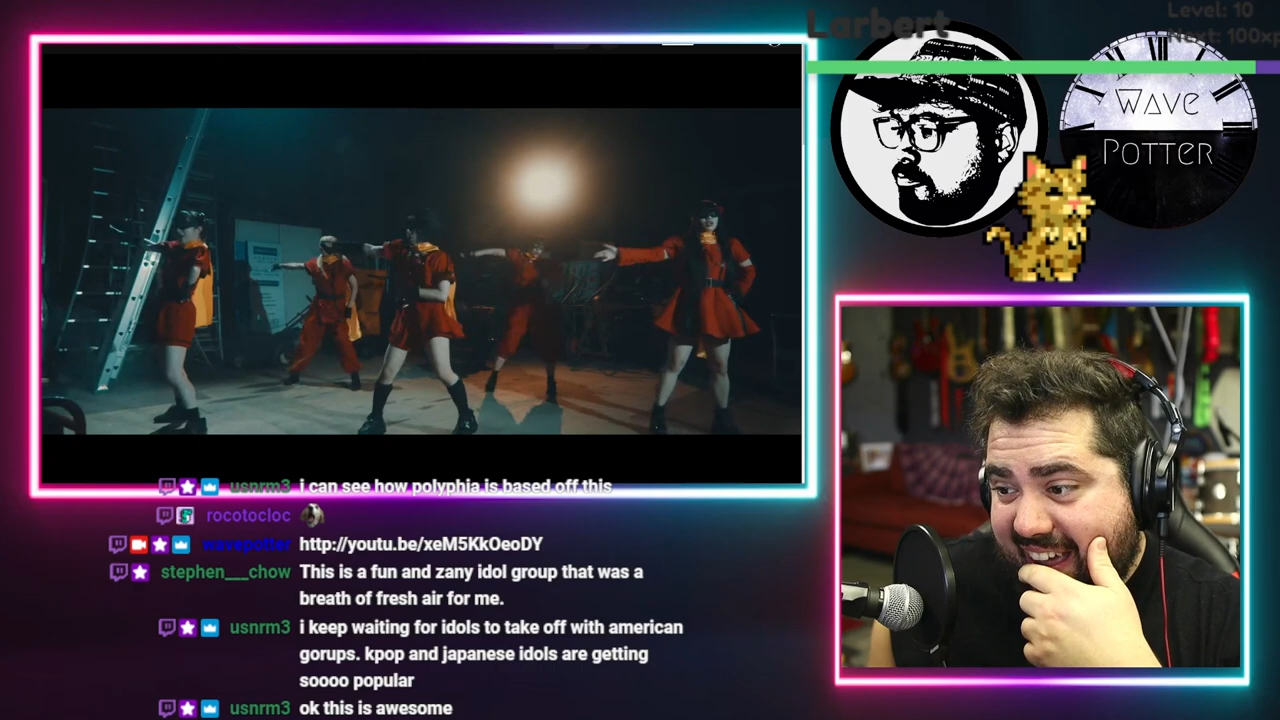 Larbert
Level: 10
Next: 100xp
WAVE
POTTER
usnrm3 i can see how polyphia is based off this
rocotocloc
wavepotter http://youtu.be/xeM5KkOeoDY
stephen___chow This is a fun and zany idol group that was a
breath of fresh air for me.
usnrm3 i keep waiting for idols to take off with american
gorups. kpop and japanese idols are getting
soooo popular
usnrm3 ok this is awesome